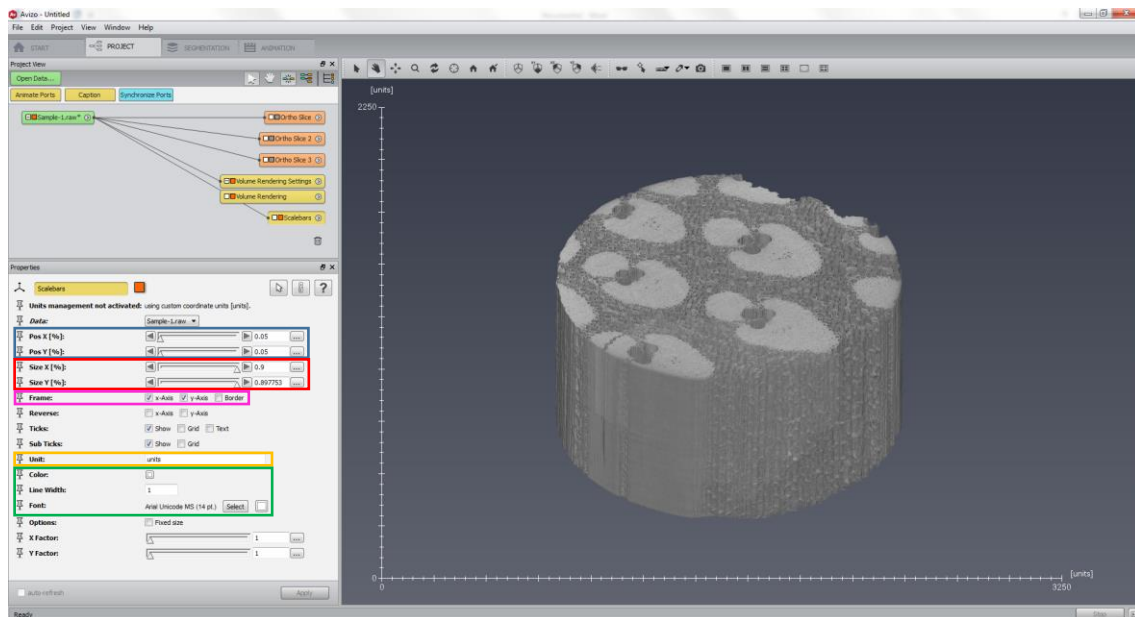 Avizo - Untitled
File Edit Project View Window Help
START PROJECT SEGMENTATION ANIMATION
Project View
Open Data...
Animate Ports Caption Synchronize Ports
Sample-1.raw*
Ortho Slice
Ortho Slice 2
Ortho Slice 3
Volume Rendering Settings
Volume Rendering
Scalebars
Properties
Scalebars
?
Units management not activated: using custom coordinate units [units].
Data: Sample-1.raw
Pos X [%]: 0.05 ...
Pos Y [%]: 0.05 ...
Size X [%]: 0.9 ...
Size Y [%]: 0.897753 ...
Frame: x-Axis y-Axis Border
Reverse: x-Axis y-Axis
Ticks: Show Grid Text
Sub Ticks: Show Grid
Unit: units
Color:
Line Width: 1
Font: Arial Unicode MS (14 pt.) Select
Options: Fixed size
X Factor: 1 ...
Y Factor: 1 ...
auto-refresh Apply
Ready
Stop
[units]
2250
0
0
3250
[units]